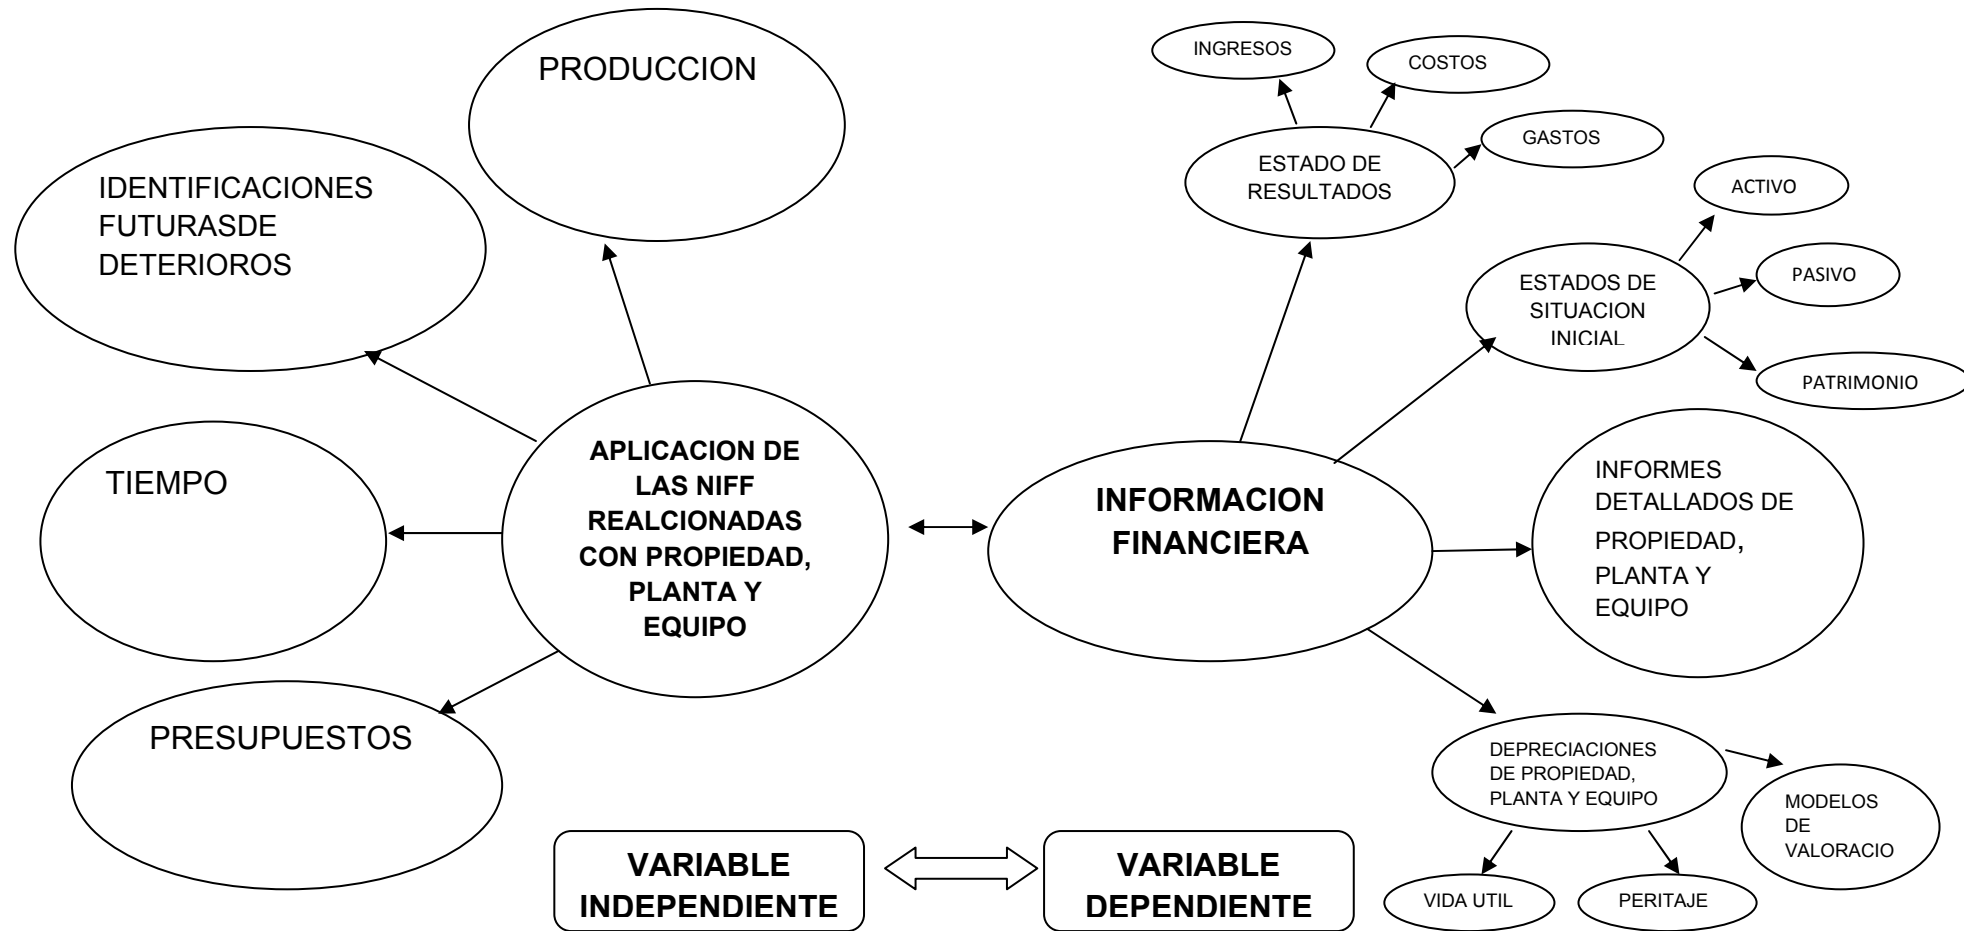 PRODUCCION
IDENTIFICACIONES
FUTURASDE
DETERIOROS
TIEMPO
PRESUPUESTOS
APLICACION DE
LAS NIFF
REALCIONADAS
CON PROPIEDAD,
PLANTA Y
EQUIPO
INFORMACION
FINANCIERA
INGRESOS
COSTOS
GASTOS
ESTADO DE
RESULTADOS
ACTIVO
PASIVO
PATRIMONIO
ESTADOS DE
SITUACION
INICIAL
INFORMES
DETALLADOS DE
PROPIEDAD,
PLANTA Y
EQUIPO
DEPRECIACIONES
DE PROPIEDAD,
PLANTA Y EQUIPO
MODELOS
DE
VALORACIO
VIDA UTIL
PERITAJE
VARIABLE
INDEPENDIENTE
VARIABLE
DEPENDIENTE